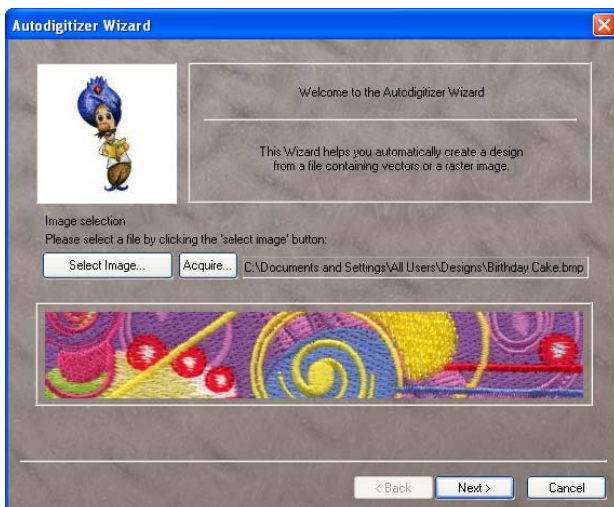 Autodigitizer Wizard
Welcome to the Autodigitizer Wizard
This Wizard helps you automatically create a design
from a file containing vectors or a raster image.
Image selection
Please select a file by clicking the 'select image' button:
Select Image... Acquire... C:\Documents and Settings\All Users\Designs\Birthday Cake.bmp
< Back Next > Cancel